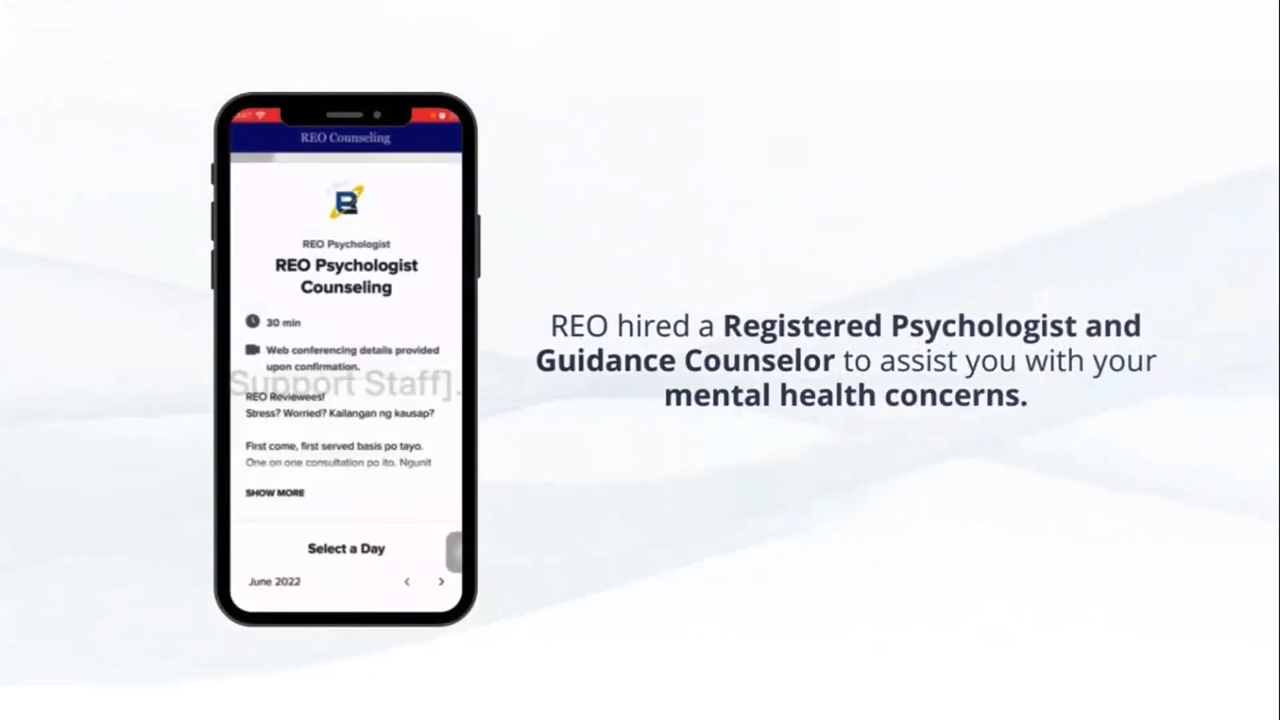 REO Counseling
REO Psychologist
REO Psychologist
Counseling
30 min
Web conferencing details provided
upon confirmation.
Support Staff].
REO Reviewees!
Stress? Worried? Kailangan ng kausap?
First come, first served basis po tayo.
One on one consultation po ito. Ngunit
SHOW MORE
Select a Day
June 2022
REO hired a Registered Psychologist and
Guidance Counselor to assist you with your
mental health concerns.